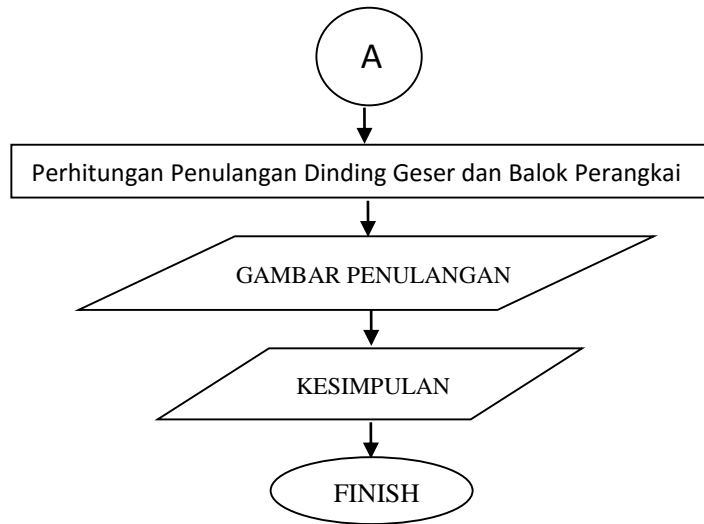 A
Perhitungan Penulangan Dinding Geser dan Balok Perangkai
GAMBAR PENULANGAN
KESIMPULAN
FINISH